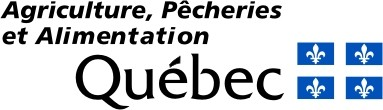 Agriculture, Pêcheries
et Alimentation
Québec